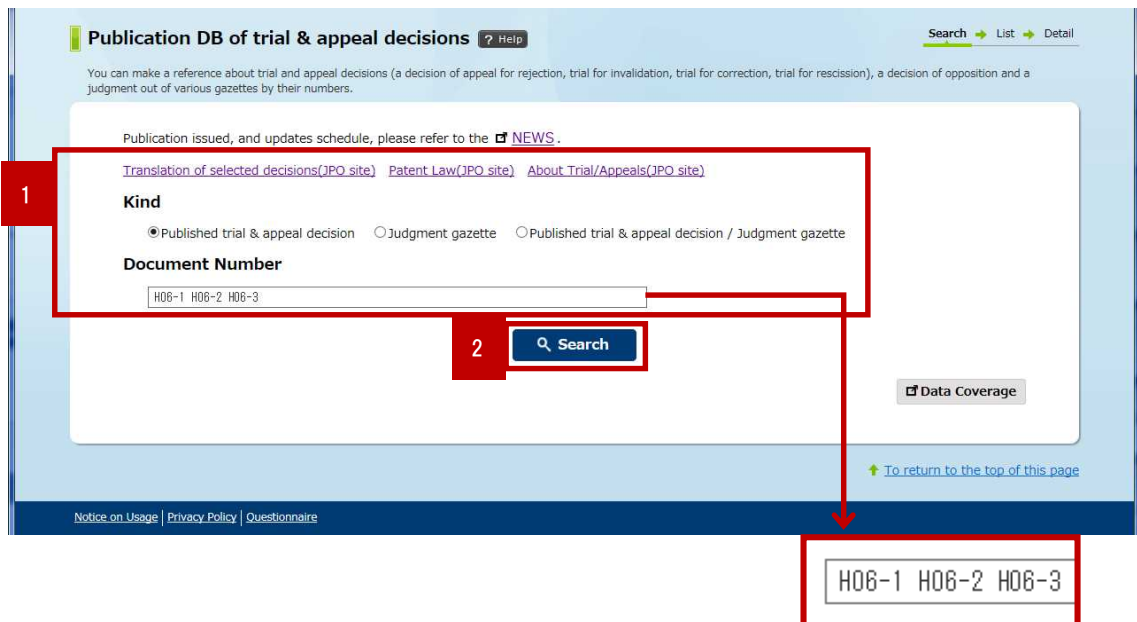 Publication DB of trial & appeal decisions ? Help
Search List Detail
You can make a reference about trial and appeal decisions (a decision of appeal for rejection, trial for invalidation, trial for correction, trial for rescission), a decision of opposition and a
judgment out of various gazettes by their numbers.
Publication issued, and updates schedule, please refer to the NEWS .
1
Translation of selected decisions(JPO site) Patent Law(JPO site) About Trial/Appeals(JPO site)
Kind
Published trial & appeal decision Judgment gazette Published trial & appeal decision / Judgment gazette
Document Number
H06-1 H06-2 H06-3
2
Search
Data Coverage
To return to the top of this page
Notice on Usage | Privacy Policy | Questionnaire
H06-1 H06-2 H06-3